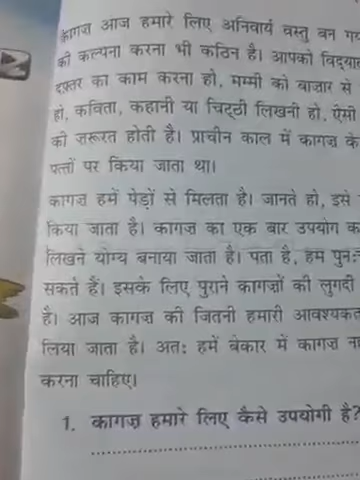 कागज़ आज हमारे लिए अनिवार्य वस्तु बन
की कल्पना करना भी कठिन है। आपको
दफ़्तर का काम करना हो, मम्मी को बाज़ार से
हो, कविता, कहानी या चिट्ठी लिखनी हो, ऐसी
की ज़रूरत होती है। प्राचीन काल में कागज़ के
पत्तों पर किया जाता था।
कागज़ हमें पेड़ों से मिलता है। जानते हो, इसे
किया जाता है। कागज़ का एक बार उपयोग
लिखने योग्य बनाया जाता है। पता है, हम
सकते हैं। इसके लिए पुराने कागज़ों की लुगदी
है। आज कागज़ की जितनी हमारी
लिया जाता है। अतः हमें बेकार में कागज़
करना चाहिए।
1. कागज़ हमारे लिए कैसे उपयोगी है?